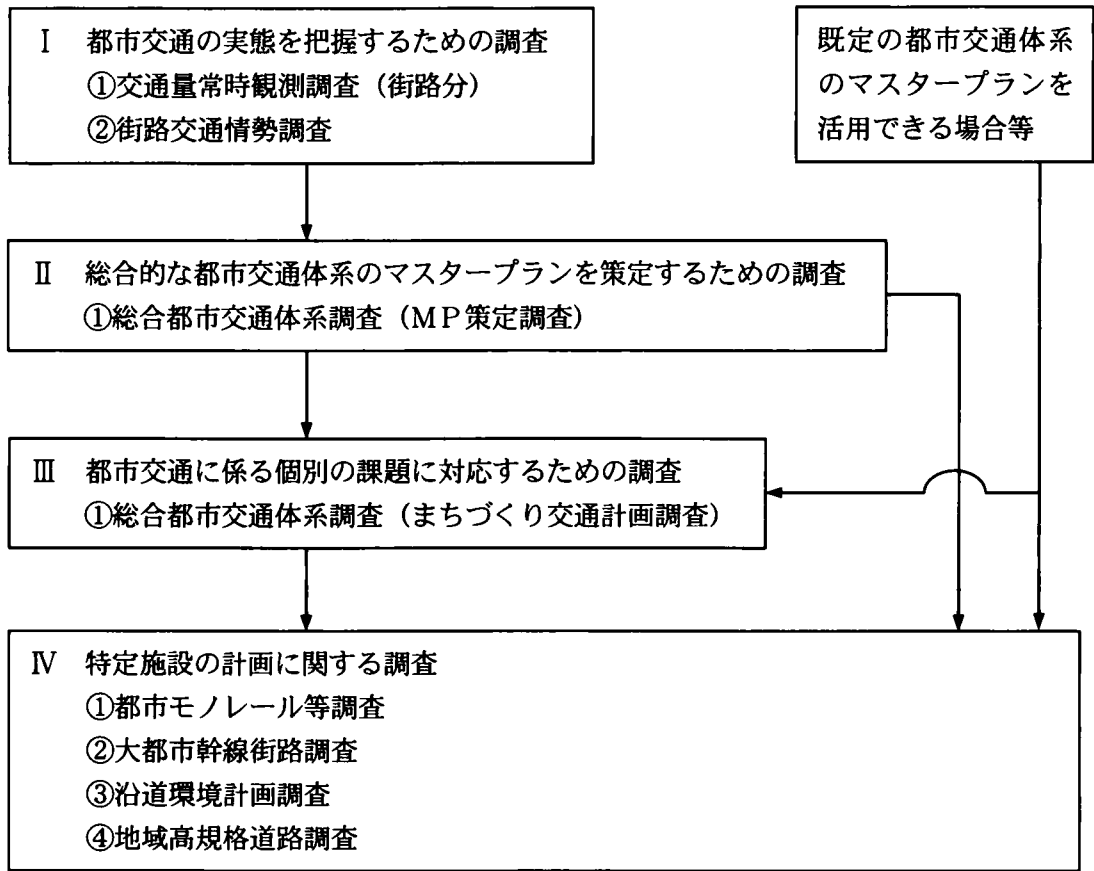 Ⅰ 都市交通の実態を把握するための調査
①交通量常時観測調査(街路分)
②街路交通情勢調査
既定の都市交通体系
のマスタープランを
活用できる場合等
Ⅱ 総合的な都市交通体系のマスタープランを策定するための調査
①総合都市交通体系調査(MP策定調査)
Ⅲ 都市交通に係る個別の課題に対応するための調査
①総合都市交通体系調査(まちづくり交通計画調査)
Ⅳ 特定施設の計画に関する調査
①都市モノレール等調査
②大都市幹線街路調査
③沿道環境計画調査
④地域高規格道路調査